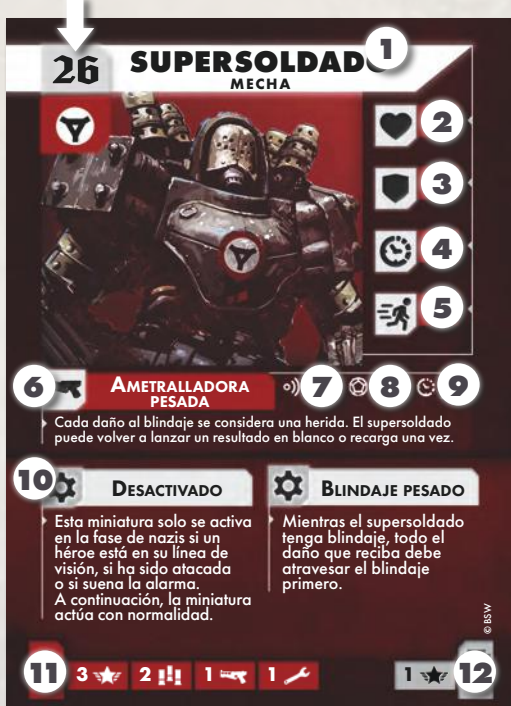 26
SUPERSOLDADO
1
MECHA
2
3
4
5
6
AMETRALLADORA
PESADA
7
8
9
Cada daño al blindaje se considera una herida. El supersoldado
puede volver a lanzar un resultado en blanco o recarga una vez.
10
DESACTIVADO
Esta miniatura solo se activa
en la fase de nazis si un
héroe está en su línea de
visión, si ha sido atacada
o si suena la alarma.
A continuación, la miniatura
actúa con normalidad.
BLINDAJE PESADO
Mientras el supersoldado
tenga blindaje, todo el
daño que reciba debe
atravesar el blindaje
primero.
© BSW
11
3
2
1
1
1
12